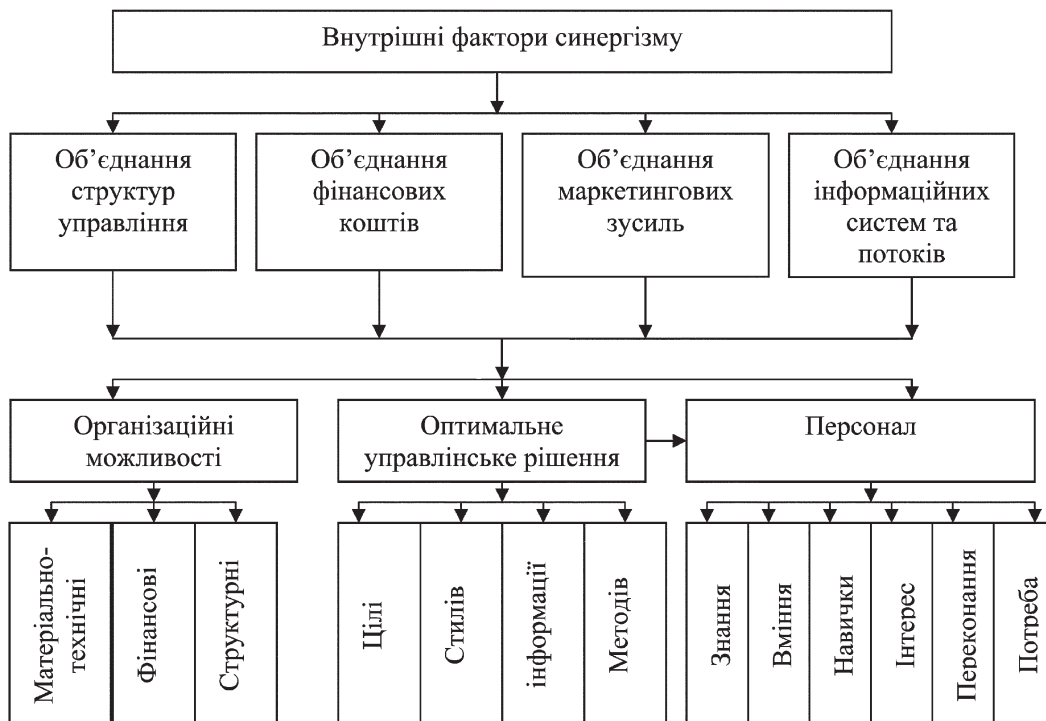 Внутрішні фактори синергізму
Об’єднання
структур
управління
Об’єднання
фінансових
коштів
Об’єднання
маркетингових
зусиль
Об’єднання
інформаційних
систем та
потоків
Організаційні
можливості
Оптимальне
управлінське рішення
Персонал
Матеріально-
технічні
Фінансові
Структурні
Цілі
Стилів
інформації
Методів
Знання
Вміння
Навички
Інтерес
Переконання
Потреба